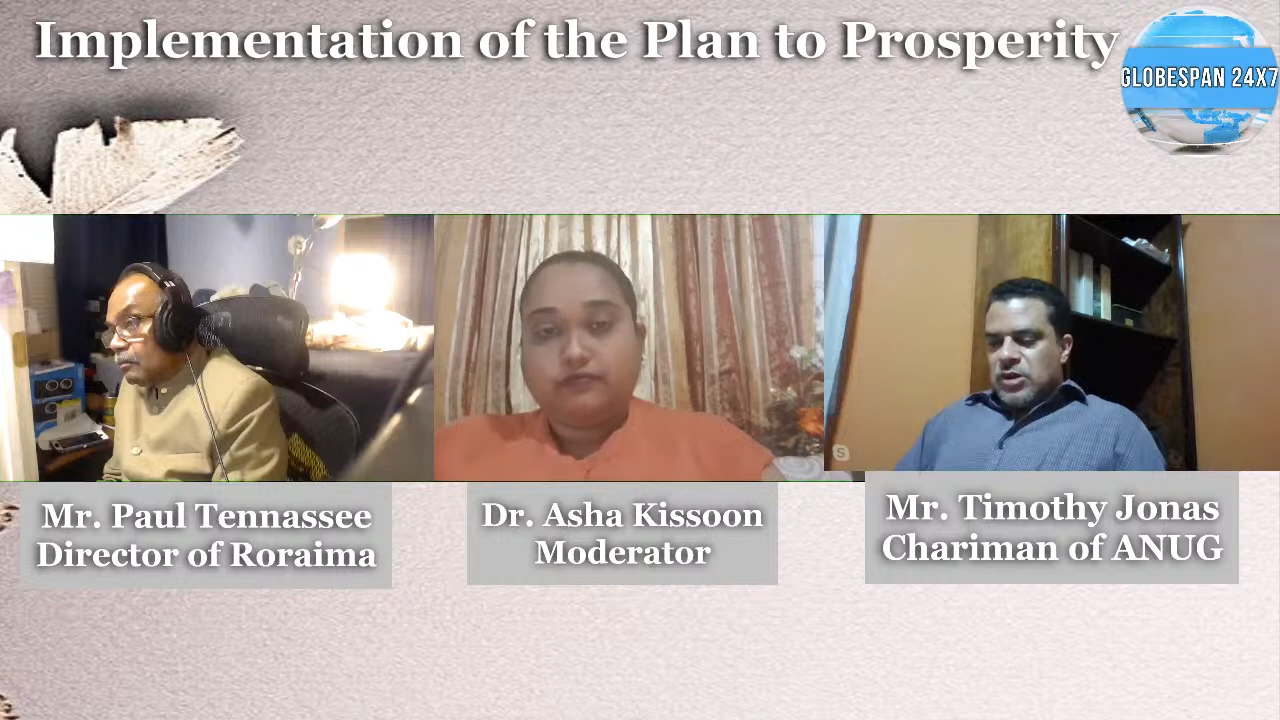 Implementation of the Plan to Prosperity
GLOBESPAN 24X7
Mr. Paul Tennassee
Director of Roraima
Dr. Asha Kissoon
Moderator
Mr. Timothy Jonas
Chariman of ANUG